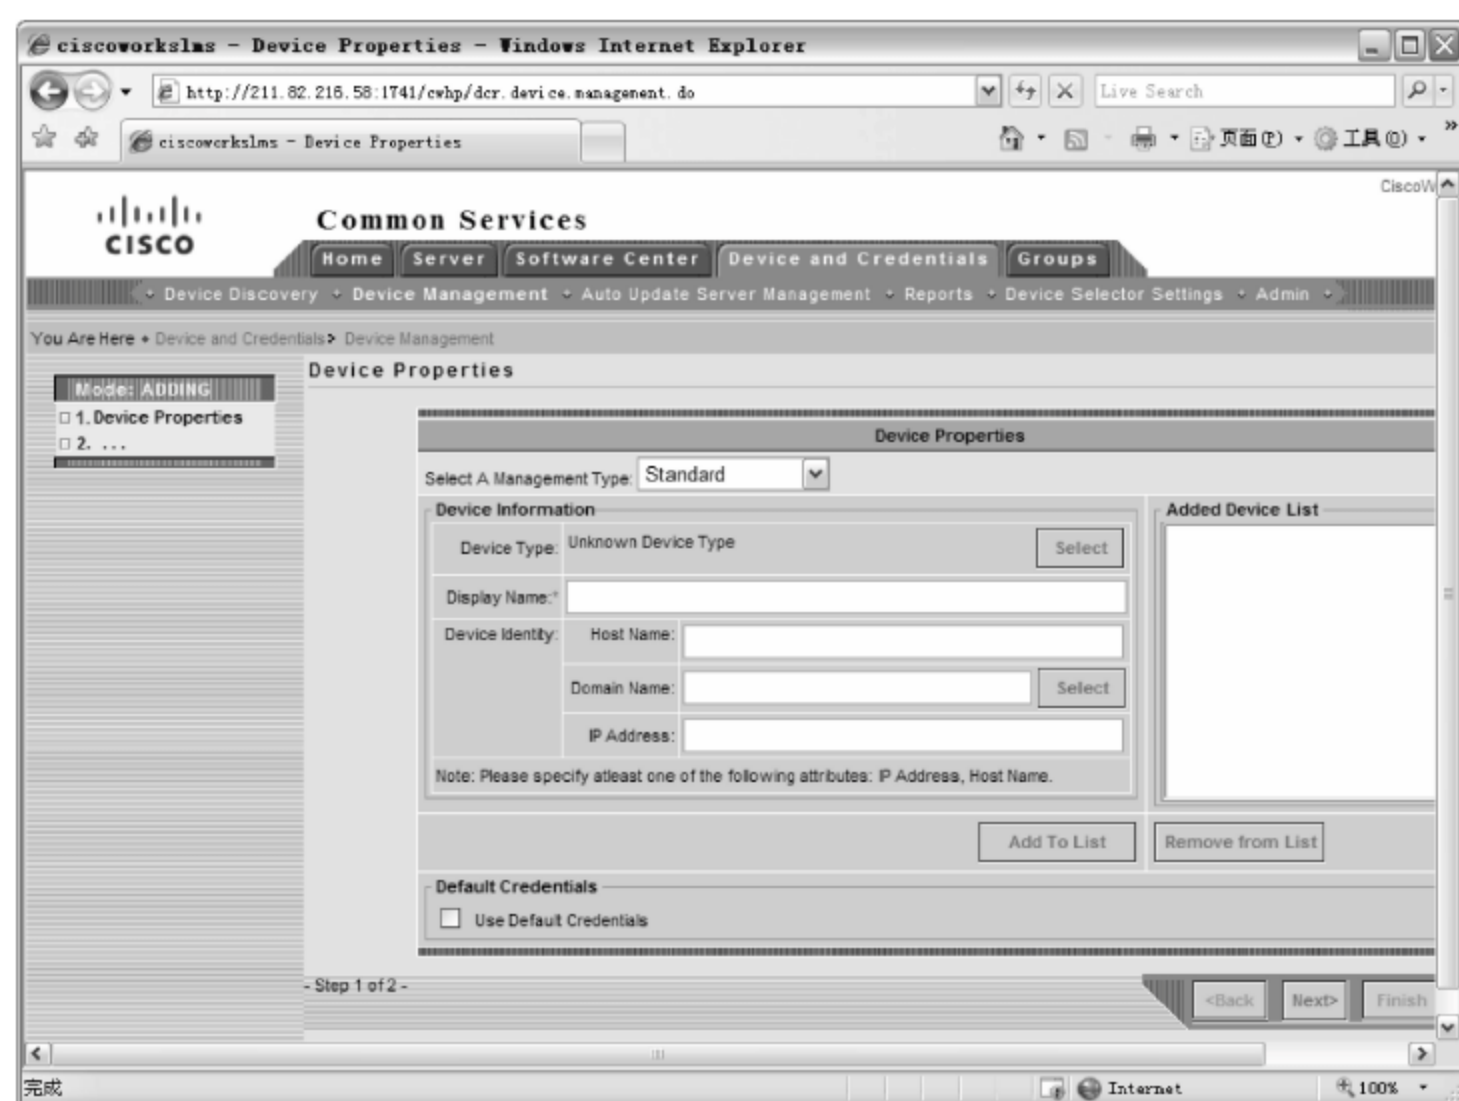 ciscoworkslms - Device Properties - Windows Internet Explorer
http://211.82.216.58:1741/cwhp/dcr.device.management.do
Live Search
ciscoworkslms - Device Properties
页面(P) 工具(O) »
CiscoW
CISCO
Common Services
Home Server Software Center Device and Credentials Groups
Device Discovery Device Management Auto Update Server Management Reports Device Selector Settings Admin
You Are Here Device and Credentials> Device Management
Mode: ADDING
1. Device Properties
2. ...
Device Properties
Device Properties
Select A Management Type: Standard
Device Information
Device Type: Unknown Device Type Select
Display Name:*
Device Identity: Host Name:
Domain Name: Select
IP Address:
Note: Please specify atleast one of the following attributes: IP Address, Host Name.
Added Device List
Add To List Remove from List
Default Credentials
Use Default Credentials
- Step 1 of 2 -
<Back Next> Finish
完成 Internet 100%